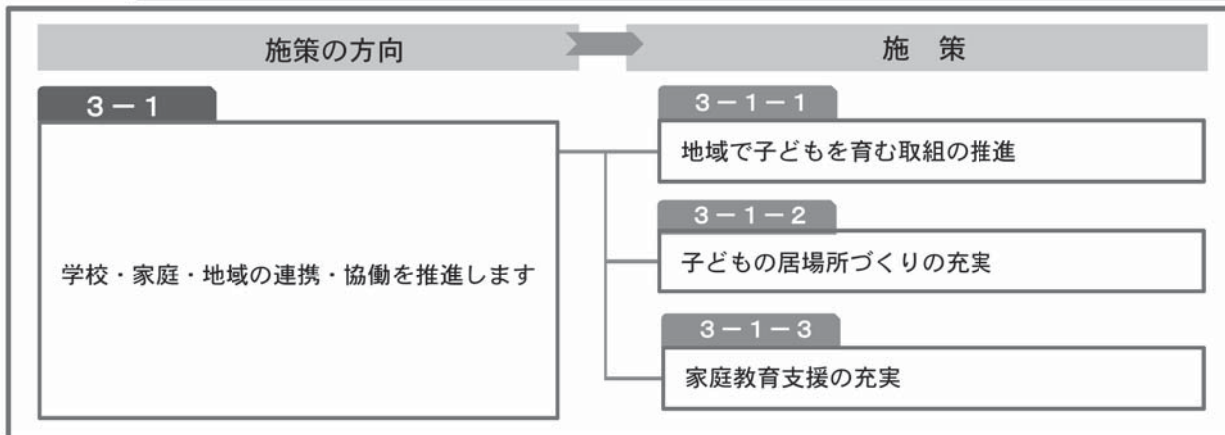 施策の方向
施 策
3－1
学校・家庭・地域の連携・協働を推進します
3－1－1
地域で子どもを育む取組の推進
3－1－2
子どもの居場所づくりの充実
3－1－3
家庭教育支援の充実